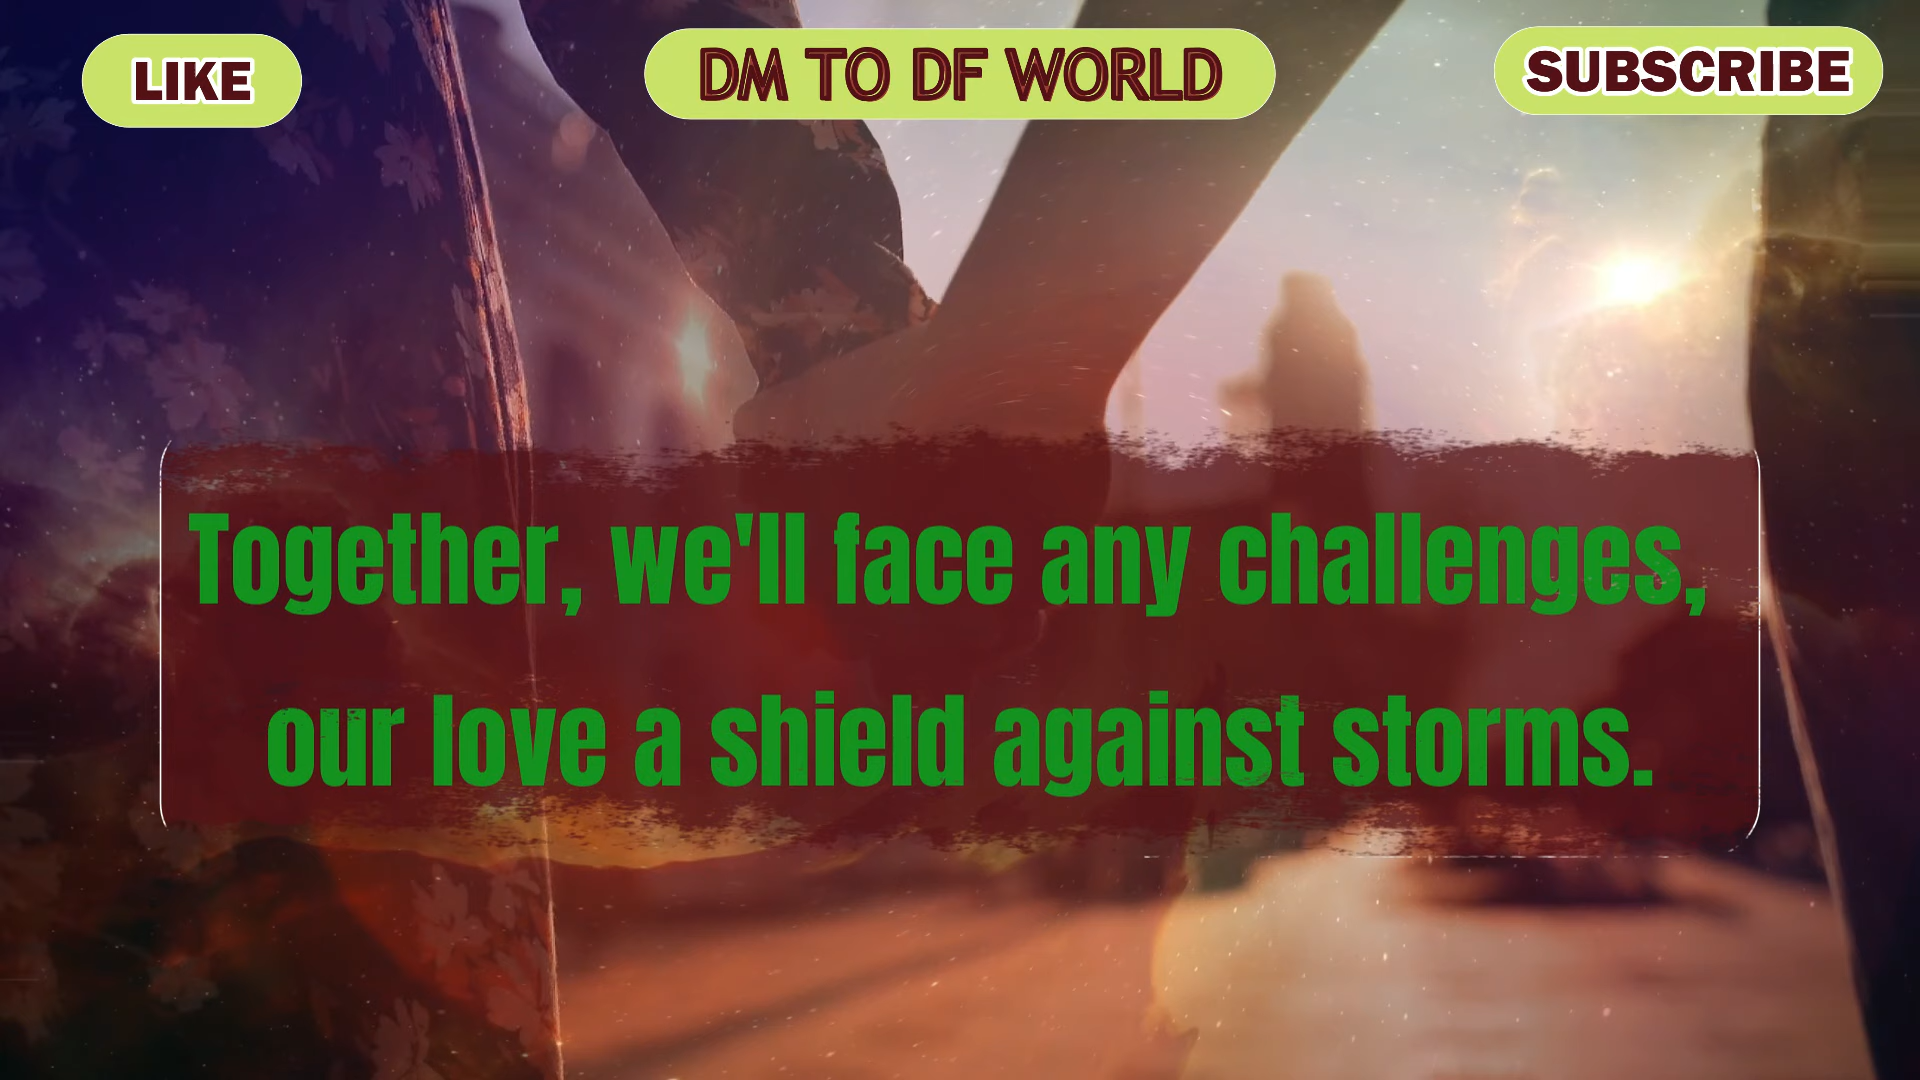 LIKE
DM TO DF WORLD
SUBSCRIBE
Together, we'll face any challenges,
our love a shield against storms.